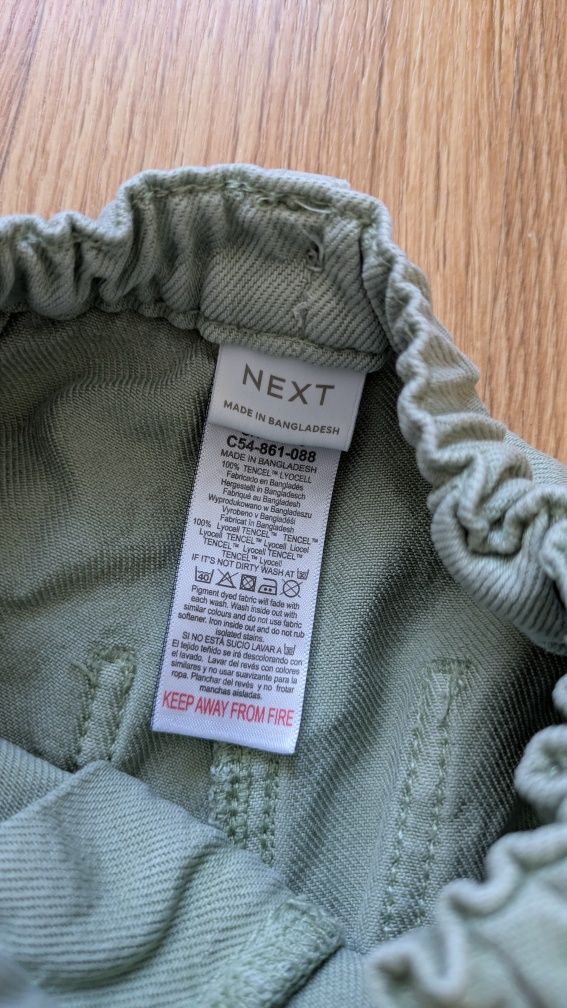 NEXT
MADE IN BANGLADESH
C54-861-088
MADE IN BANGLADESH
100% TENCEL™ LYOCELL
Fabricado en Bangladés
Hergestellt in Bangladesch
Fabriqué au Bangladesh
Wyprodukowano w Bangladeszu
Vyrobeno v Bangladéši
Fabricat în Bangladesh
100% Lyocell TENCEL™ TENCEL™
Lyocell TENCEL™ Lyocell Liocel
TENCEL™ Lyocell TENCEL™
TENCEL™ Lyocell
IF IT'S NOT DIRTY WASH AT 30
40
Pigment dyed fabric will fade with
each wash. Wash inside out with
similar colours and do not use fabric
softener. Iron inside out and do not rub
isolated stains.
SI NO ESTÁ SUCIO LAVAR A 30
El tejido teñido se irá descolorando con
el lavado. Lavar del revés con colores
similares y no usar suavizante para la
ropa. Planchar del revés y no frotar
manchas aisladas.
KEEP AWAY FROM FIRE